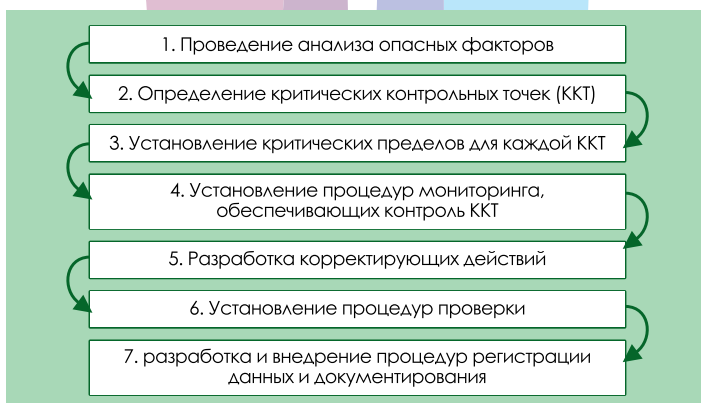 1. Проведение анализа опасных факторов
2. Определение критических контрольных точек (ККТ)
3. Установление критических пределов для каждой ККТ
4. Установление процедур мониторинга,
обеспечивающих контроль ККТ
5. Разработка корректирующих действий
6. Установление процедур проверки
7. разработка и внедрение процедур регистрации
данных и документирования